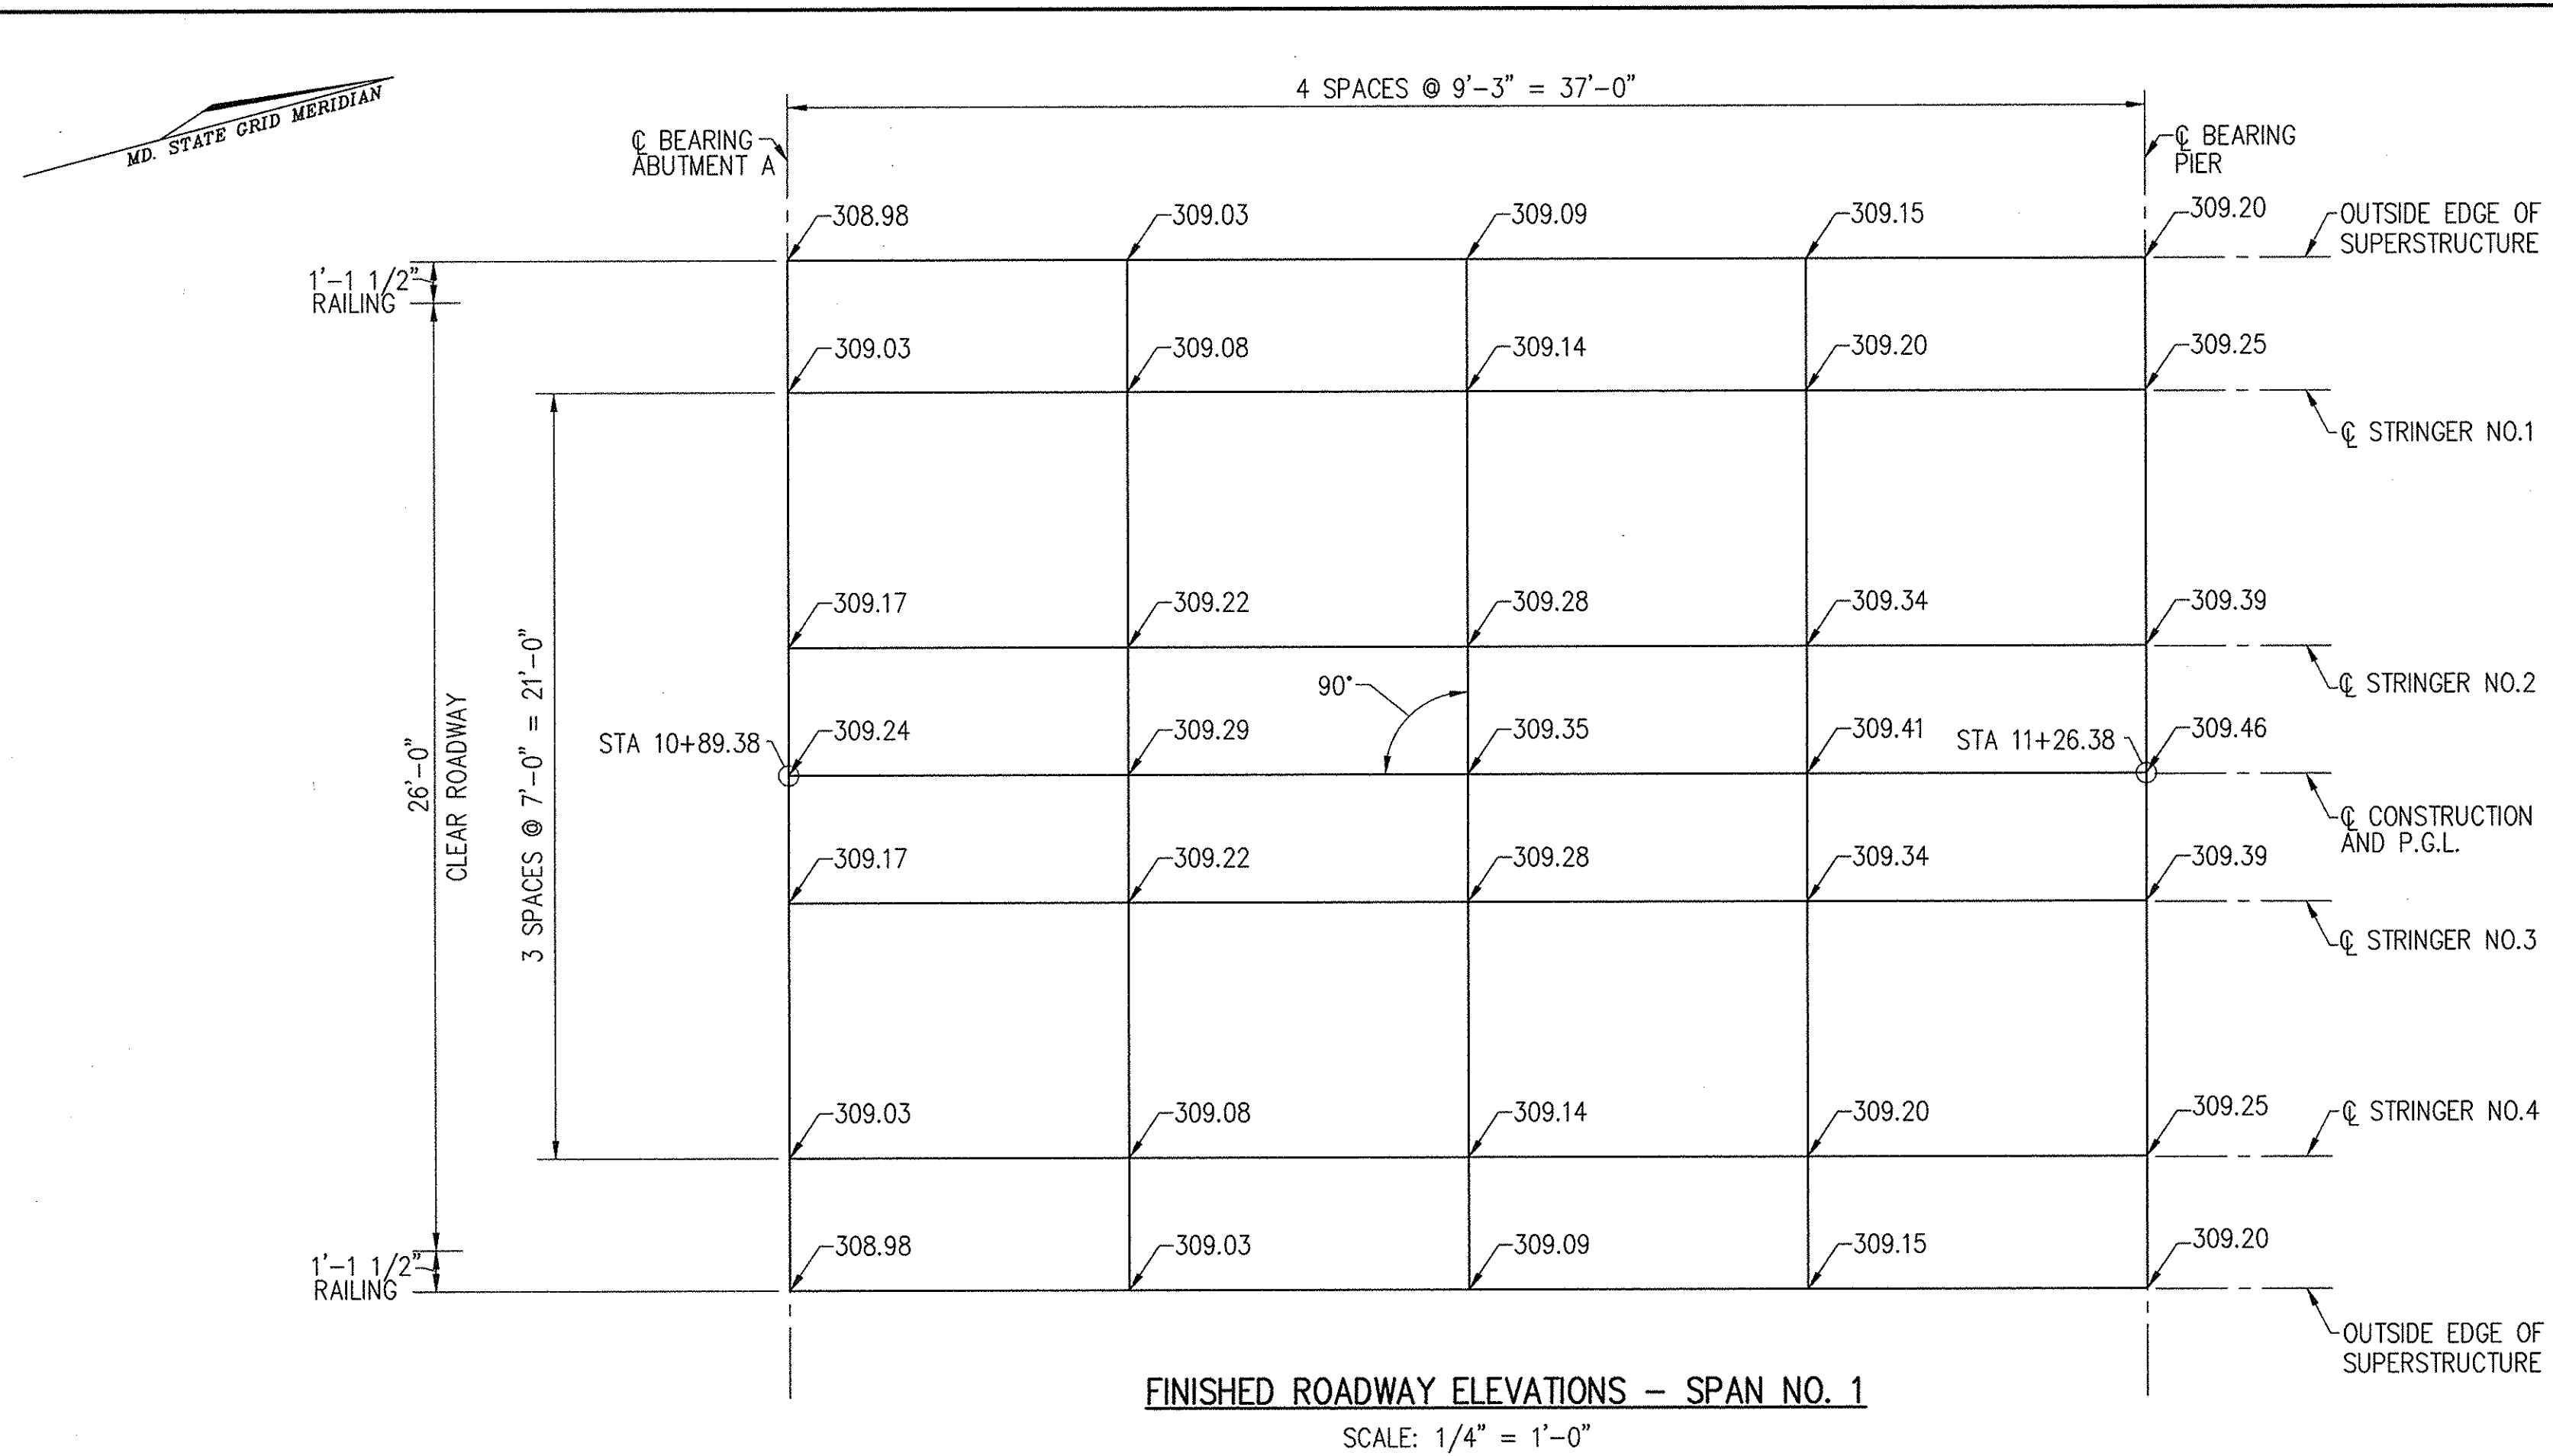 4 SPACES @ 9'-3" = 37'-0"
MD. STATE GRID MERIDIAN
℄ BEARING
ABUTMENT A
℄ BEARING
PIER
308.98
309.03
309.09
309.15
309.20
OUTSIDE EDGE OF
SUPERSTRUCTURE
1'-1 1/2"
RAILING
309.03
309.08
309.14
309.20
309.25
℄ STRINGER NO.1
309.17
309.22
309.28
309.34
309.39
℄ STRINGER NO.2
90°
26'-0"
CLEAR ROADWAY
3 SPACES @ 7'-0" = 21'-0"
STA 10+89.38
309.24
309.29
309.35
309.41
STA 11+26.38
309.46
℄ CONSTRUCTION
AND P.G.L.
309.17
309.22
309.28
309.34
309.39
℄ STRINGER NO.3
309.03
309.08
309.14
309.20
309.25
℄ STRINGER NO.4
1'-1 1/2"
RAILING
308.98
309.03
309.09
309.15
309.20
OUTSIDE EDGE OF
SUPERSTRUCTURE
FINISHED ROADWAY ELEVATIONS - SPAN NO. 1
SCALE: 1/4" = 1'-0"